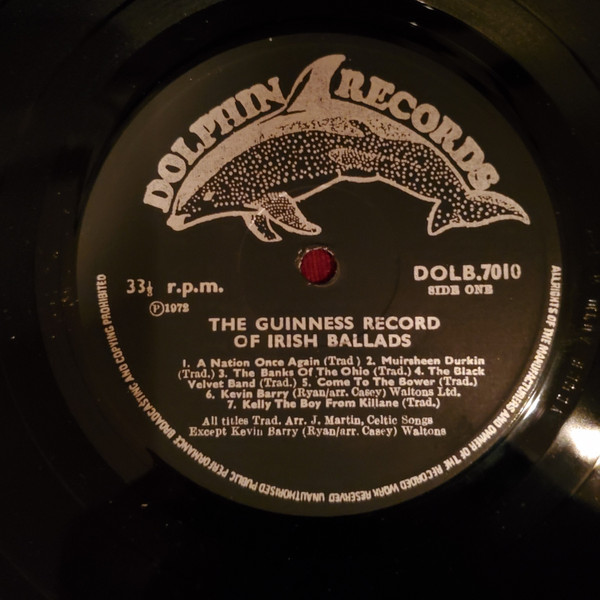 DOLPHIN RECORDS
33⅓ r.p.m.
Ⓟ1972
DOLB.7010
SIDE ONE
THE GUINNESS RECORD
OF IRISH BALLADS
1. A Nation Once Again (Trad ) 2. Muirsheen Durkin
(Trad.) 3. The Banks Of The Ohio (Trad.) 4. The Black
Velvet Band (Trad.) 5. Come To The Bower (Trad.)
6. Kevin Barry (Ryan/arr. Casey) Waltons Ltd.
7. Kelly The Boy From Killane (Trad.)
All titles Trad. Arr. J. Martin, Celtic Songs
Except Kevin Barry (Ryan/arr. Casey) Waltons
ALL RIGHTS OF THE MANUFACTURERS AND OWNER OF THE RECORDED WORK RESERVED UNAUTHORISED PUBLIC PERFORMANCE BROADCASTING AND COPYING PROHIBITED